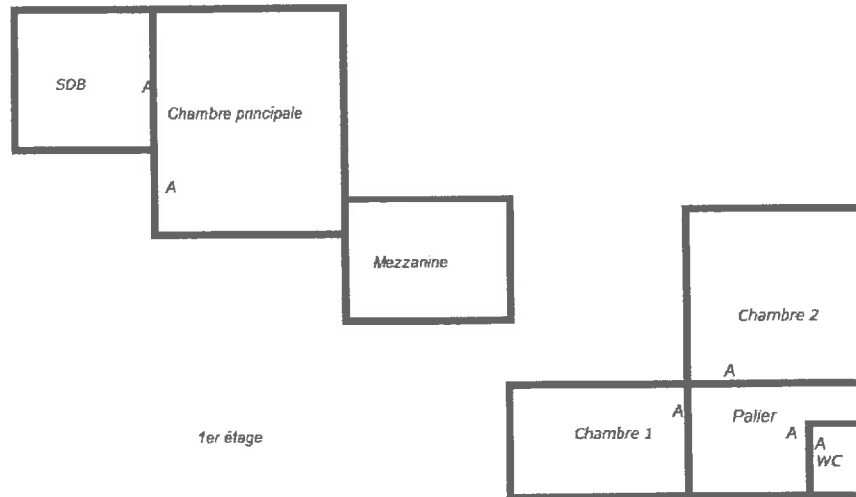 SDB
A
Chambre principale
A
Mezzanine
Chambre 2
A
A
Palier
Chambre 1
A
A
WC
1er étage